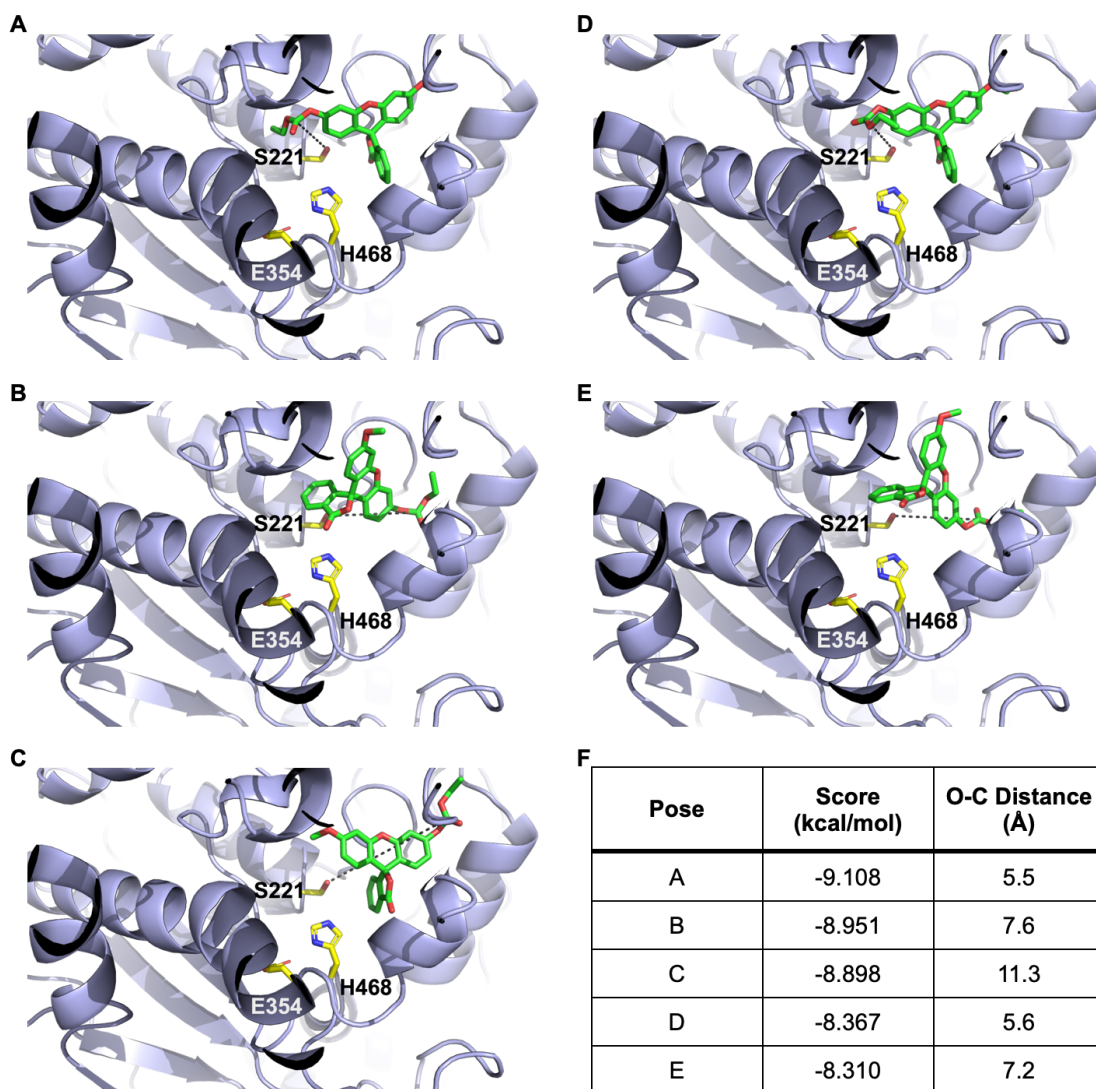 A
S221
H468
E354
B
S221
H468
E354
C
S221
H468
E354
D
S221
H468
E354
E
S221
H468
E354
F
Pose Score (kcal/mol) O-C Distance (Å)
A -9.108 5.5
B -8.951 7.6
C -8.898 11.3
D -8.367 5.6
E -8.310 7.2